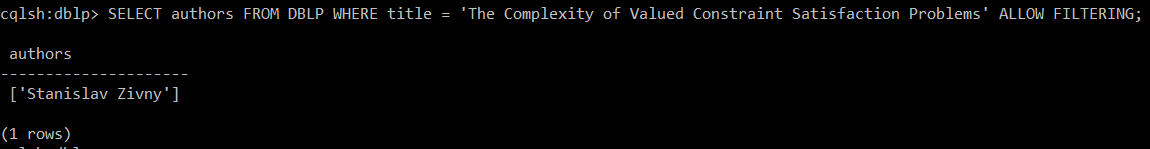 cqlsh:dblp> SELECT authors FROM DBLP WHERE title = 'The Complexity of Valued Constraint Satisfaction Problems' ALLOW FILTERING;
authors
---------------------
['Stanislav Zivny']
(1 rows)